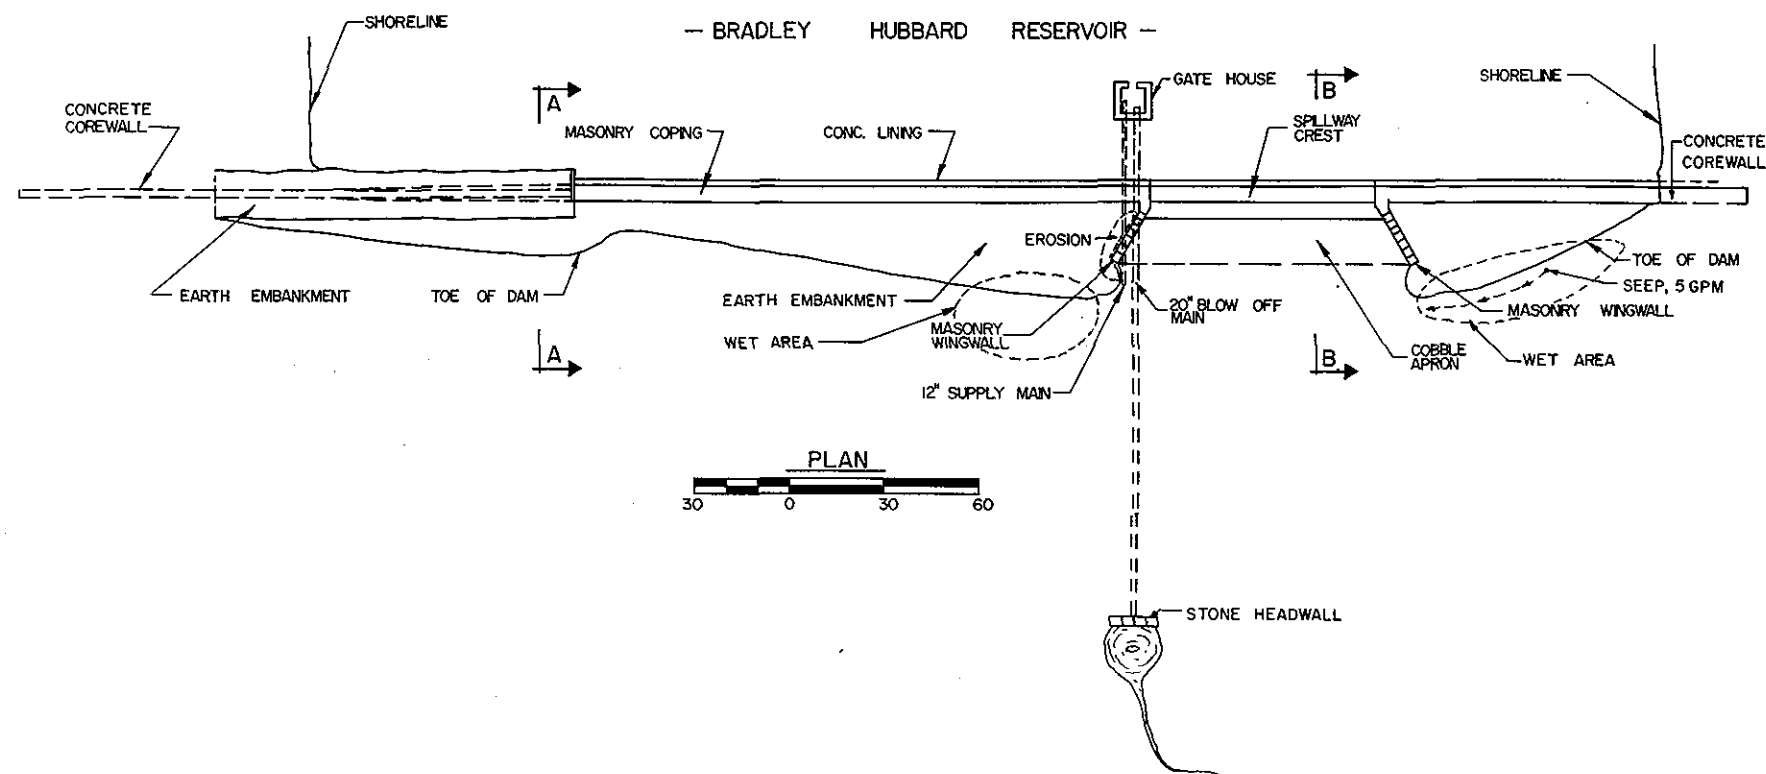 SHORELINE
— BRADLEY HUBBARD RESERVOIR —
CONCRETE
COREWALL
A
MASONRY COPING
CONC. LINING
GATE HOUSE
B
SPILLWAY
CREST
SHORELINE
CONCRETE
COREWALL
EROSION
EARTH EMBANKMENT
TOE OF DAM
EARTH EMBANKMENT
WET AREA
MASONRY
WINGWALL
20" BLOW OFF
MAIN
12" SUPPLY MAIN
TOE OF DAM
SEEP, 5 GPM
MASONRY WINGWALL
COBBLE
APRON
WET AREA
A
B
PLAN
30 0 30 60
STONE HEADWALL